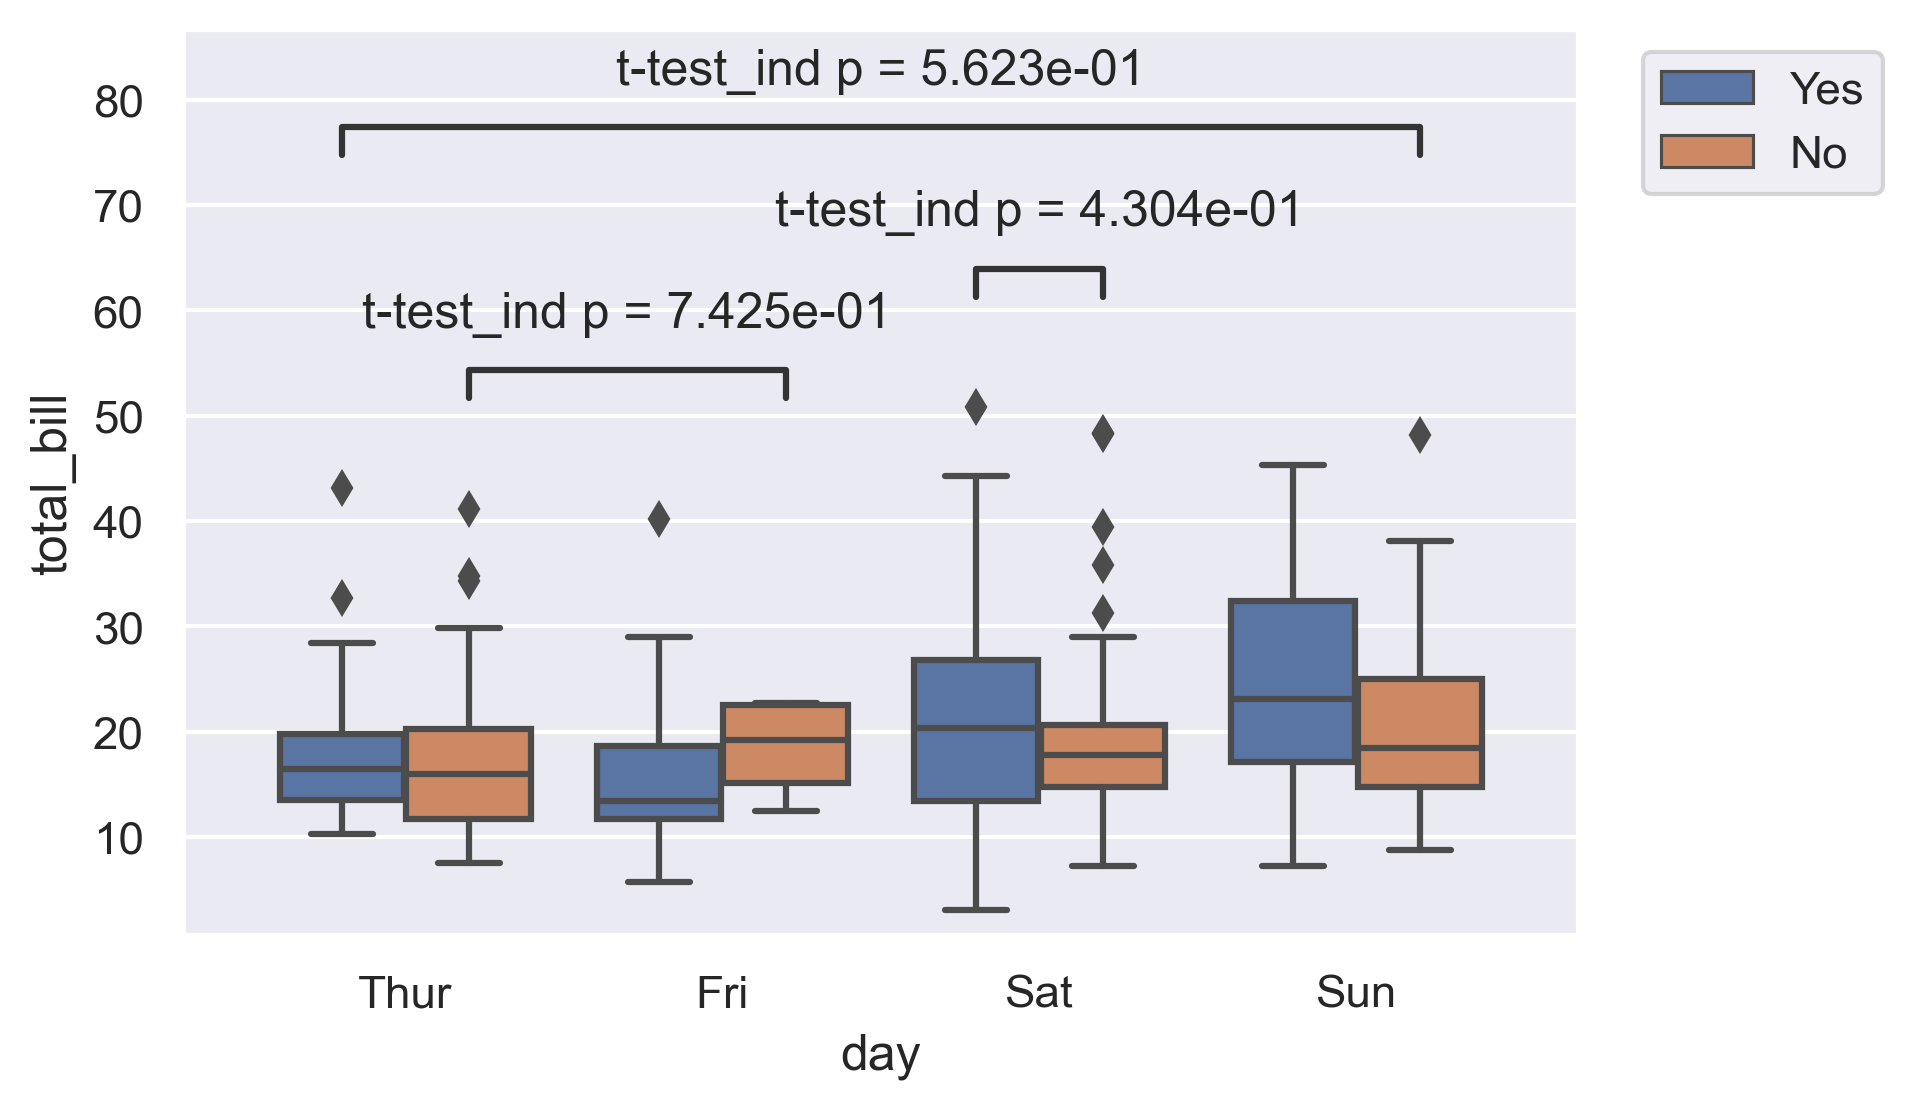 t-test_ind p = 5.623e-01
t-test_ind p = 4.304e-01
t-test_ind p = 7.425e-01
Yes
No
80
70
60
50
40
30
20
10
total_bill
Thur
Fri
Sat
Sun
day